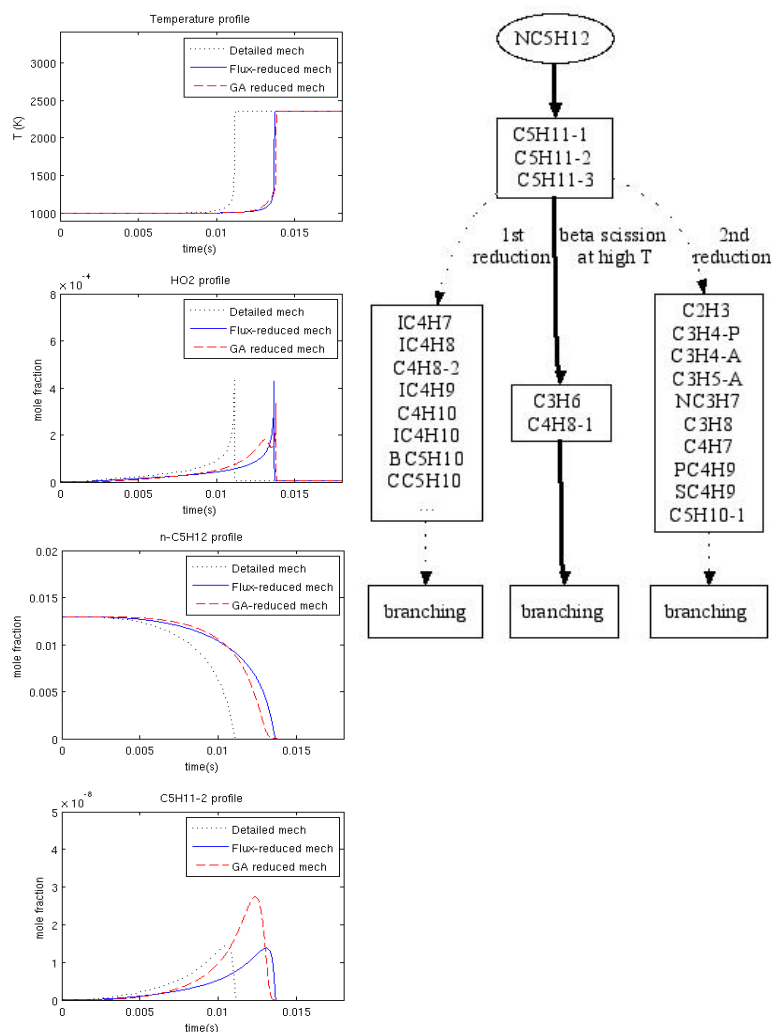 Temperature profile
3000
2500
2000
1500
1000
T (K)
Detailed mech
Flux-reduced mech
GA reduced mech
0
0.005
0.01
0.015
time(s)
× 10⁻⁴
HO2 profile
8
6
4
2
0
mole fraction
Detailed mech
Flux-reduced mech
GA reduced mech
0
0.005
0.01
0.015
time(s)
n-C5H12 profile
0.02
0.015
0.01
0.005
0
mole fraction
Detailed mech
Flux-reduced mech
GA-reduced mech
0
0.005
0.01
0.015
time(s)
× 10⁻⁸
C5H11-2 profile
5
4
3
2
1
0
mole fraction
Detailed mech
Flux-reduced mech
GA reduced mech
0
0.005
0.01
0.015
time(s)
NC5H12
C5H11-1
C5H11-2
C5H11-3
1st
reduction
beta scission
at high T
2nd
reduction
IC4H7
IC4H8
C4H8-2
IC4H9
C4H10
IC4H10
BC5H10
CC5H10
...
C3H6
C4H8-1
C2H3
C3H4-P
C3H4-A
C3H5-A
NC3H7
C3H8
C4H7
PC4H9
SC4H9
C5H10-1
branching
branching
branching